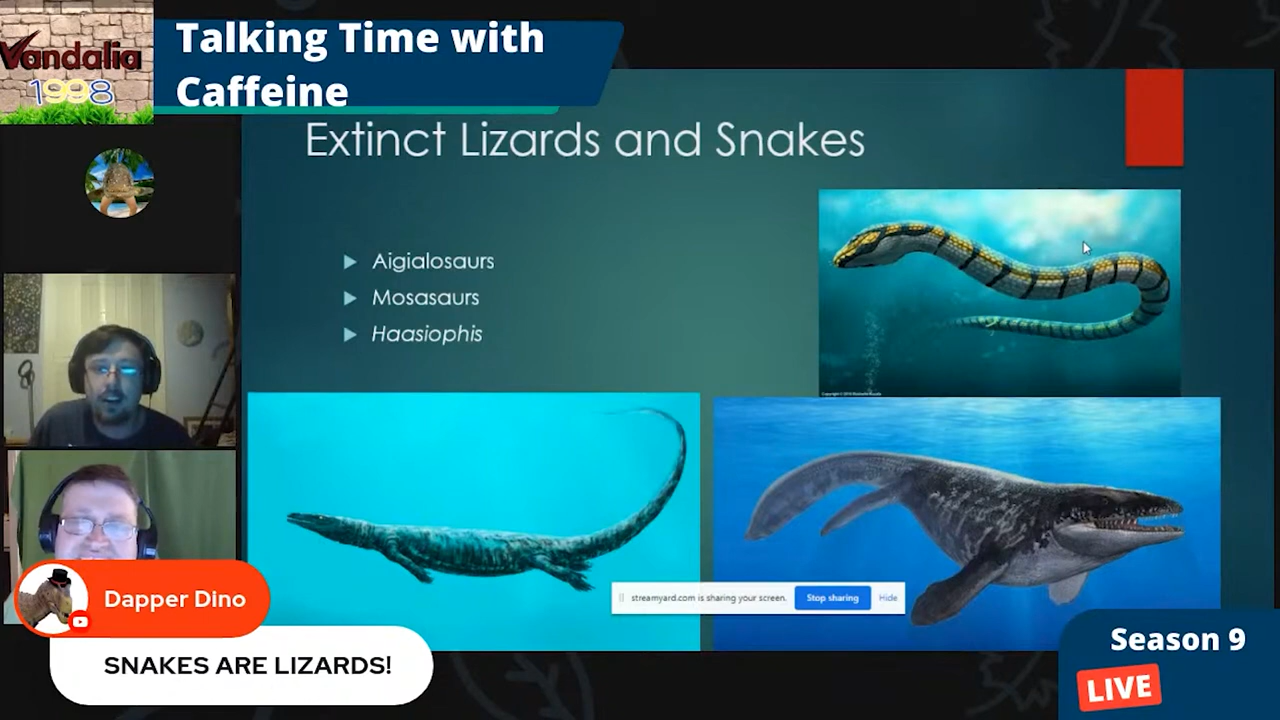 Vandalia
1998
Talking Time with
Caffeine
Extinct Lizards and Snakes
Aigialosaurs
Mosasaurs
Haasiophis
streamyard.com is sharing your screen.
Stop sharing
Hide
Dapper Dino
SNAKES ARE LIZARDS!
Season 9
LIVE